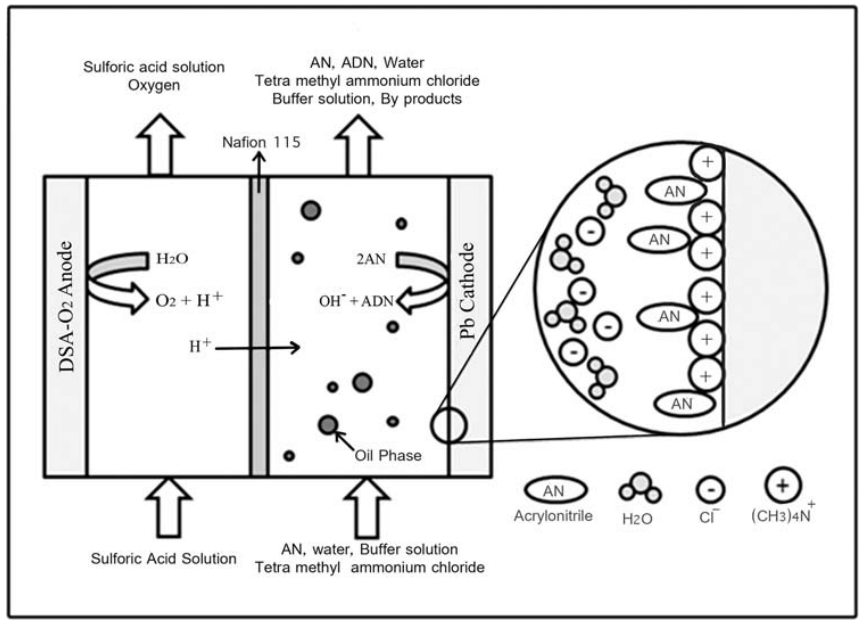 Sulforic acid solution
Oxygen
AN, ADN, Water
Tetra methyl ammonium chloride
Buffer solution, By products
Nafion 115
DSA-O2 Anode
H2O
O2 + H+
H+
2AN
OH- + ADN
Pb Cathode
Oil Phase
Sulforic Acid Solution
AN, water, Buffer solution
Tetra methyl ammonium chloride
+
AN
+
-
AN
+
-
+
AN
-
+
-
+
AN
AN
-
+
Acrylonitrile
H2O
Cl-
(CH3)4N+